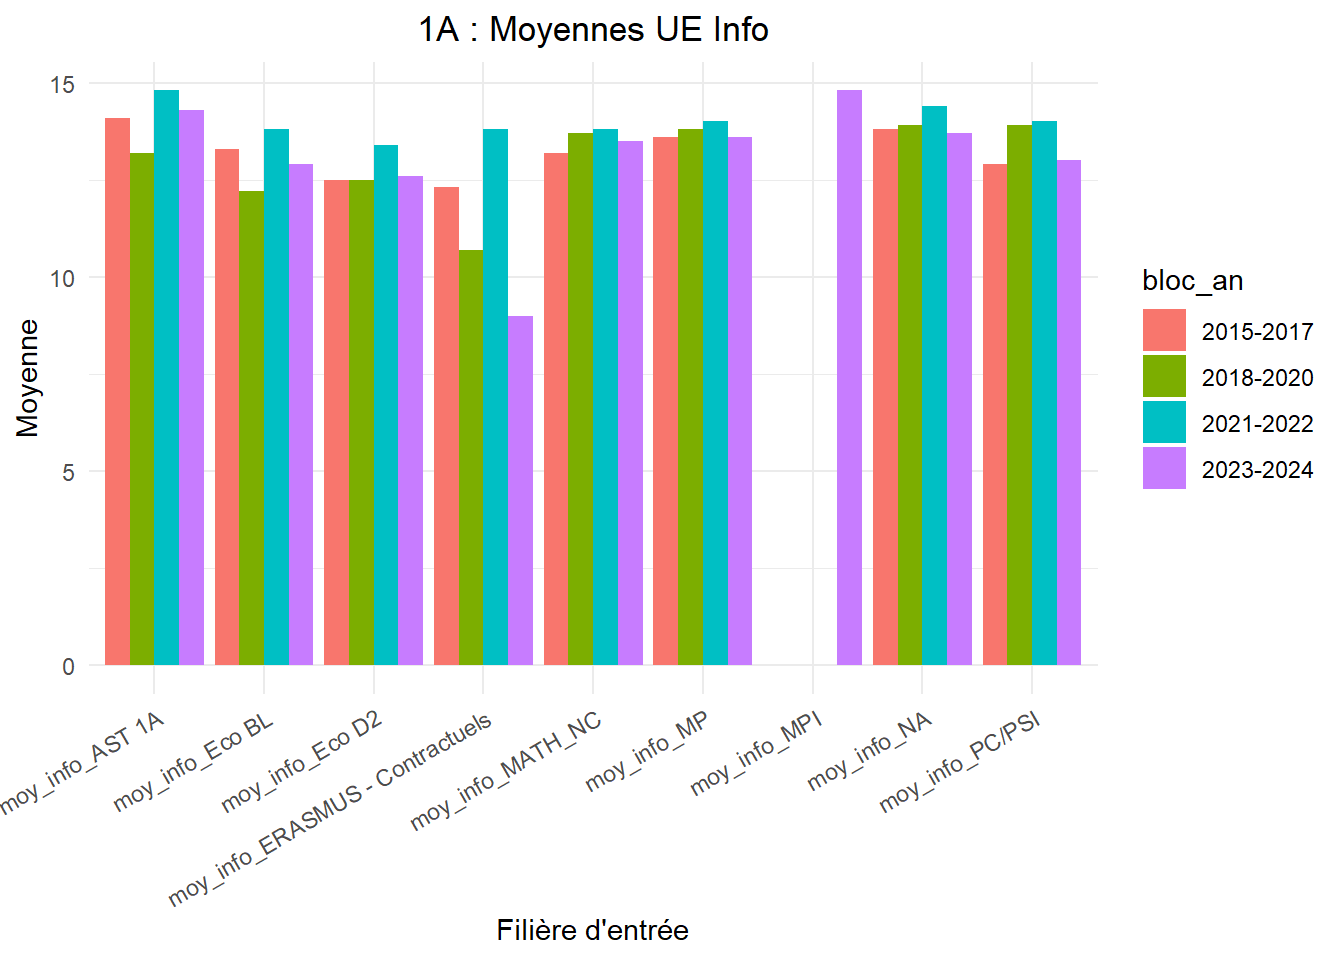 1A : Moyennes UE Info
15
10
5
0
Moyenne
moy_info_AST 1A
moy_info_Eco BL
moy_info_Eco D2
moy_info_ERASMUS - Contractuels
moy_info_MATH_NC
moy_info_MP
moy_info_MPI
moy_info_NA
moy_info_PC/PSI
Filière d'entrée
bloc_an
2015-2017
2018-2020
2021-2022
2023-2024